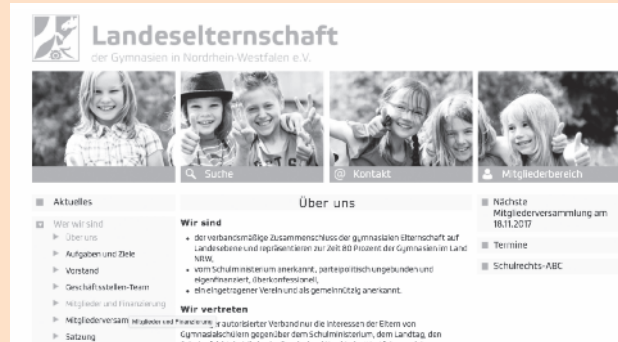 Landeselternschaft
der Gymnasien in Nordrhein-Westfalen e.V.
Suche
@ Kontakt
Mitgliederbereich
Aktuelles
Wer wir sind
Über uns
Aufgaben und Ziele
Vorstand
Geschäftsstellen-Team
Mitglieder und Finanzierung
Mitgliederversam
Mitglieder und Finanzierung
Satzung
Über uns
Wir sind
• der verbandsmäßige Zusammenschluss der gymnasialen Elternschaft auf
Landesebene und repräsentieren zur Zeit 80 Prozent der Gymnasien im Land
NRW,
• vom Schulministerium anerkannt, parteipolitisch ungebunden und
eigenfinanziert, überkonfessionell,
• ein eingetragener Verein und als gemeinnützig anerkannt.
Wir vertreten
r autorisierter Verband nur die Interessen der Eltern von
Gymnasialschülern gegenüber dem Schulministerium, dem Landtag, den
Nächste
Mitgliederversammlung am
18.11.2017
Termine
Schulrechts-ABC